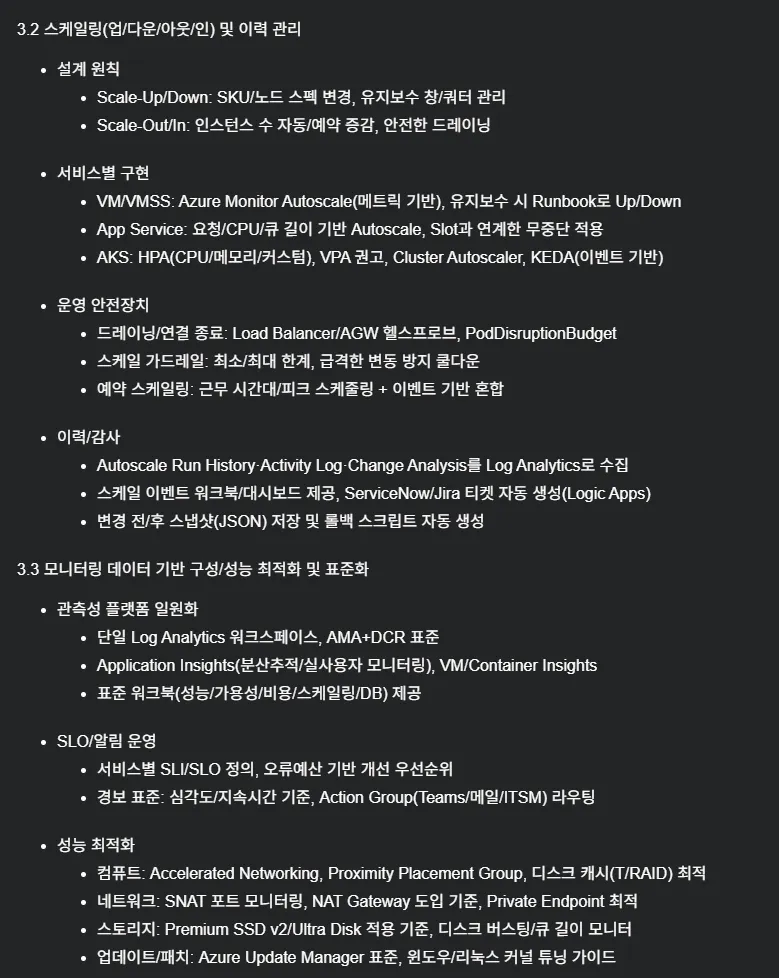 3.2 스케일링(업/다운/아웃/인) 및 이력 관리
설계 원칙
Scale-Up/Down: SKU/노드 스펙 변경, 유지보수 창/쿼터 관리
Scale-Out/In: 인스턴스 수 자동/예약 증감, 안전한 드레이닝
서비스별 구현
VM/VMSS: Azure Monitor Autoscale(메트릭 기반), 유지보수 시 Runbook로 Up/Down
App Service: 요청/CPU/큐 길이 기반 Autoscale, Slot과 연계한 무중단 적용
AKS: HPA(CPU/메모리/커스텀), VPA 권고, Cluster Autoscaler, KEDA(이벤트 기반)
운영 안전장치
드레이닝/연결 종료: Load Balancer/AGW 헬스프로브, PodDisruptionBudget
스케일 가드레일: 최소/최대 한계, 급격한 변동 방지 쿨다운
예약 스케일링: 근무 시간대/피크 스케줄링 + 이벤트 기반 혼합
이력/감사
Autoscale Run History·Activity Log·Change Analysis를 Log Analytics로 수집
스케일 이벤트 워크북/대시보드 제공, ServiceNow/Jira 티켓 자동 생성(Logic Apps)
변경 전/후 스냅샷(JSON) 저장 및 롤백 스크립트 자동 생성
3.3 모니터링 데이터 기반 구성/성능 최적화 및 표준화
관측성 플랫폼 일원화
단일 Log Analytics 워크스페이스, AMA+DCR 표준
Application Insights(분산추적/실사용자 모니터링), VM/Container Insights
표준 워크북(성능/가용성/비용/스케일링/DB) 제공
SLO/알림 운영
서비스별 SLI/SLO 정의, 오류예산 기반 개선 우선순위
경보 표준: 심각도/지속시간 기준, Action Group(Teams/메일/ITSM) 라우팅
성능 최적화
컴퓨트: Accelerated Networking, Proximity Placement Group, 디스크 캐시(T/RAID) 최적
네트워크: SNAT 포트 모니터링, NAT Gateway 도입 기준, Private Endpoint 최적
스토리지: Premium SSD v2/Ultra Disk 적용 기준, 디스크 버스팅/큐 길이 모니터
업데이트/패치: Azure Update Manager 표준, 윈도우/리눅스 커널 튜닝 가이드